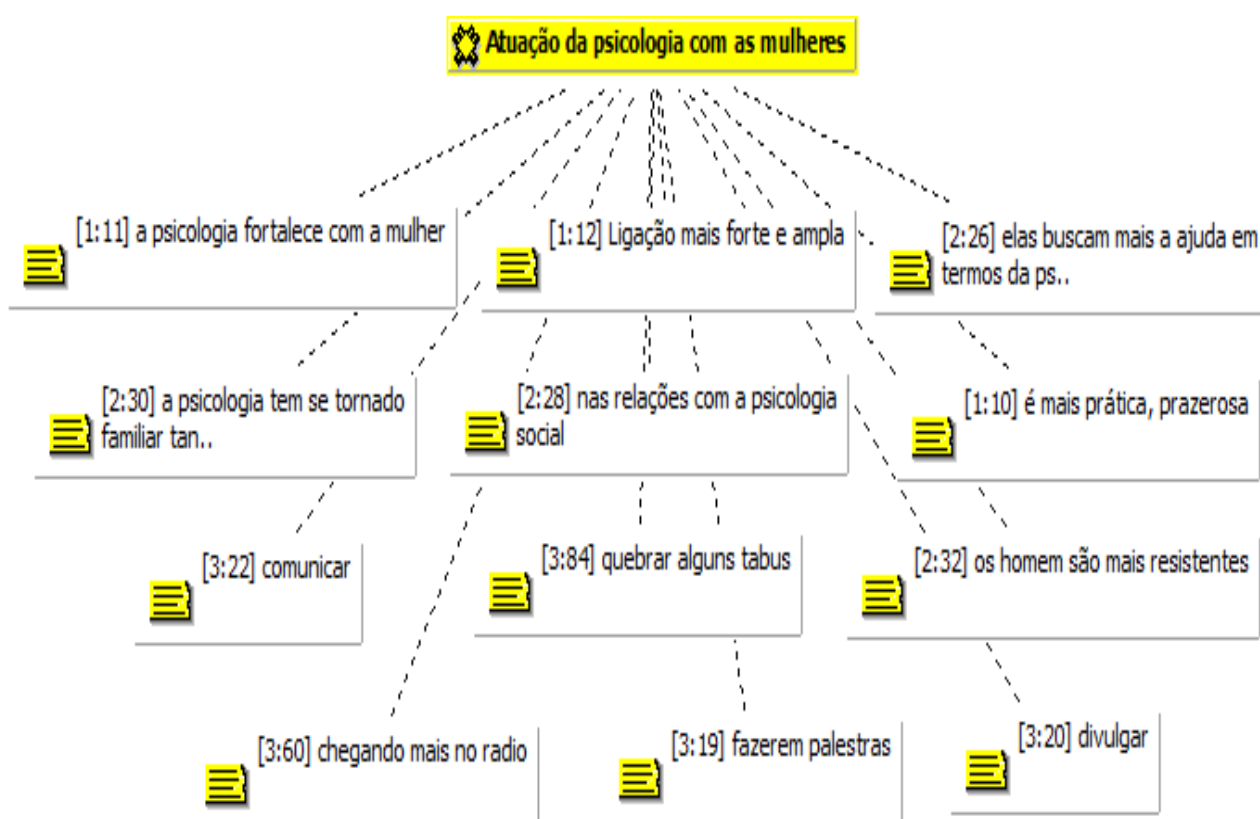 Atuação da psicologia com as mulheres
[1:11] a psicologia fortalece com a mulher
[1:12] Ligação mais forte e ampla
[2:26] elas buscam mais a ajuda em
termos da ps..
[2:30] a psicologia tem se tornado
familiar tan..
[2:28] nas relações com a psicologia
social
[1:10] é mais prática, prazerosa
[3:22] comunicar
[3:84] quebrar alguns tabus
[2:32] os homem são mais resistentes
[3:60] chegando mais no radio
[3:19] fazerem palestras
[3:20] divulgar